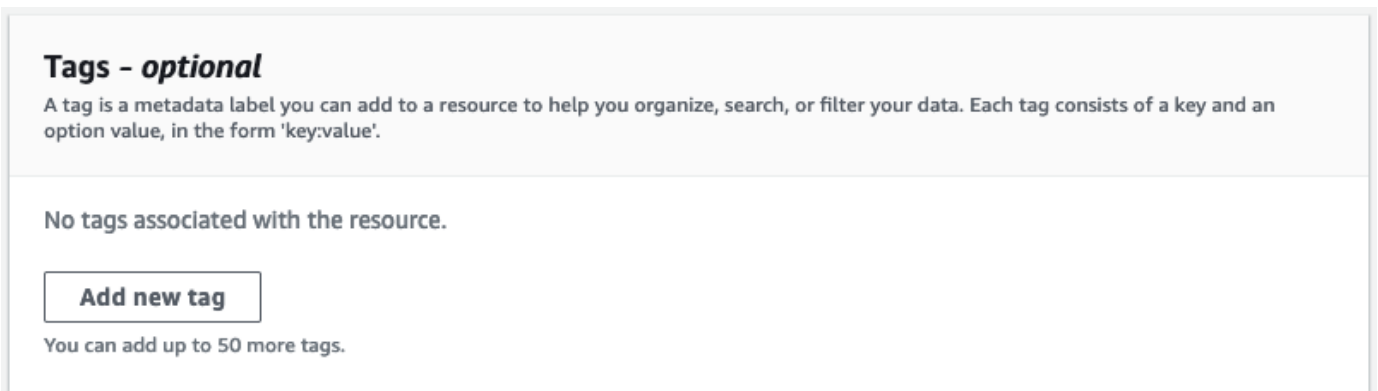 Tags – optional
A tag is a metadata label you can add to a resource to help you organize, search, or filter your data. Each tag consists of a key and an
option value, in the form 'key:value'.
No tags associated with the resource.
Add new tag
You can add up to 50 more tags.